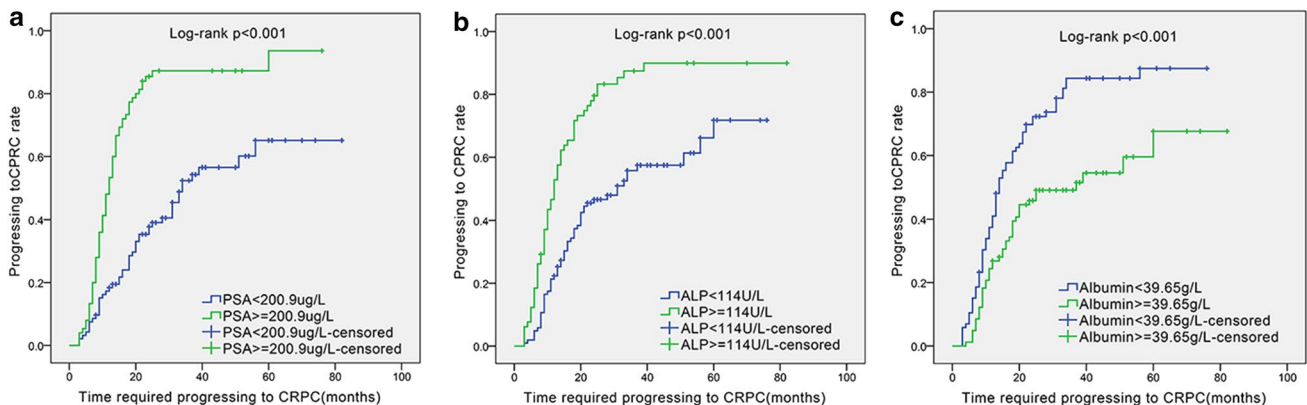 a
Log-rank p<0.001
1.0
0.8
0.6
0.4
0.2
0.0
Progressing toCPRC rate
PSA<200.9ug/L
PSA>=200.9ug/L
PSA<200.9ug/L-censored
PSA>=200.9ug/L-censored
0 20 40 60 80 100
Time required progressing to CRPC(months)
b
Log-rank p<0.001
1.0
0.8
0.6
0.4
0.2
0.0
Progressing to CPRC rate
ALP<114U/L
ALP>=114U/L
ALP<114U/L-censored
ALP>=114U/L-censored
0 20 40 60 80 100
Time required progressing to CRPC(months)
c
Log-rank p<0.001
1.0
0.8
0.6
0.4
0.2
0.0
Progressing to CPRC rate
Albumin<39.65g/L
Albumin>=39.65g/L
Albumin<39.65g/L-censored
Albumin>=39.65g/L-censored
0 20 40 60 80 100
Time required progressing to CRPC(months)